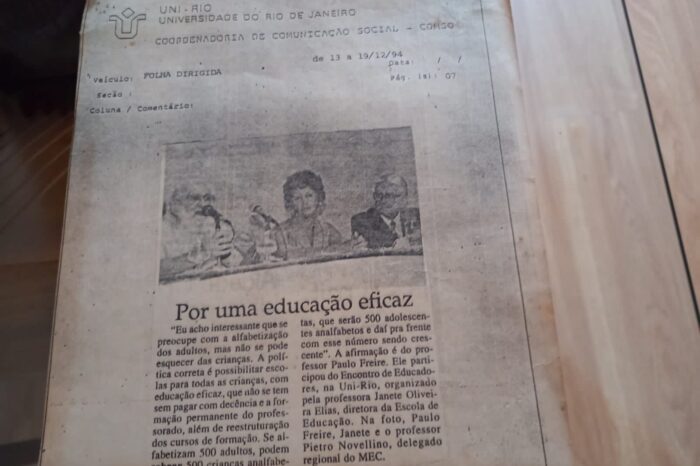 UNI-RIO
UNIVERSIDADE DO RIO DE JANEIRO
COORDENADORIA DE COMUNICAÇÃO SOCIAL - COMSO
de 13 a 19/12/94
Veículo: FOLHA DIRIGIDA
Data: / /
Seção :
Pág. (s): 07
Coluna / Comentário:
Por uma educação eficaz
"Eu acho interessante que se
preocupe com a alfabetização
dos adultos, mas não se pode
esquecer das crianças. A polí-
tica correta é possibilitar esco-
las para todas as crianças, com
educação eficaz, que não se tem
sem pagar com decência e a for-
mação permanente do profes-
sorado, além de reestruturação
dos cursos de formação. Se al-
fabetizam 500 adultos, podem
500 crianças analfabe-
tas, que serão 500 adolescen-
tes analfabetos e daí pra frente
com esse número sendo cres-
cente". A afirmação é do pro-
fessor Paulo Freire. Ele parti-
cipou do Encontro de Educado-
res, na Uni-Rio, organizado
pela professora Janete Olivei-
ra Elias, diretora da Escola de
Educação. Na foto, Paulo
Freire, Janete e o professor
Pietro Novellino, delegado
regional do MEC.